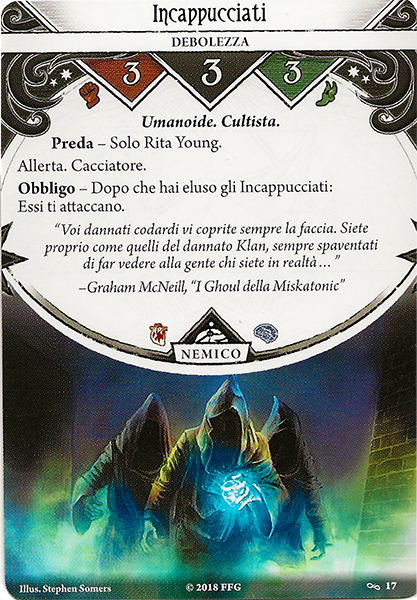 Incappucciati
DEBOLEZZA
3 3 3
Umanoide. Cultista.
Preda – Solo Rita Young.
Allerta. Cacciatore.
Obbligo – Dopo che hai eluso gli Incappucciati:
Essi ti attaccano.
“Voi dannati codardi vi coprite sempre la faccia. Siete
proprio come quelli del dannato Klan, sempre spaventati
di far vedere alla gente chi siete in realtà…”
–Graham McNeill, “I Ghoul della Miskatonic”
NEMICO
Illus. Stephen Somers © 2018 FFG 17